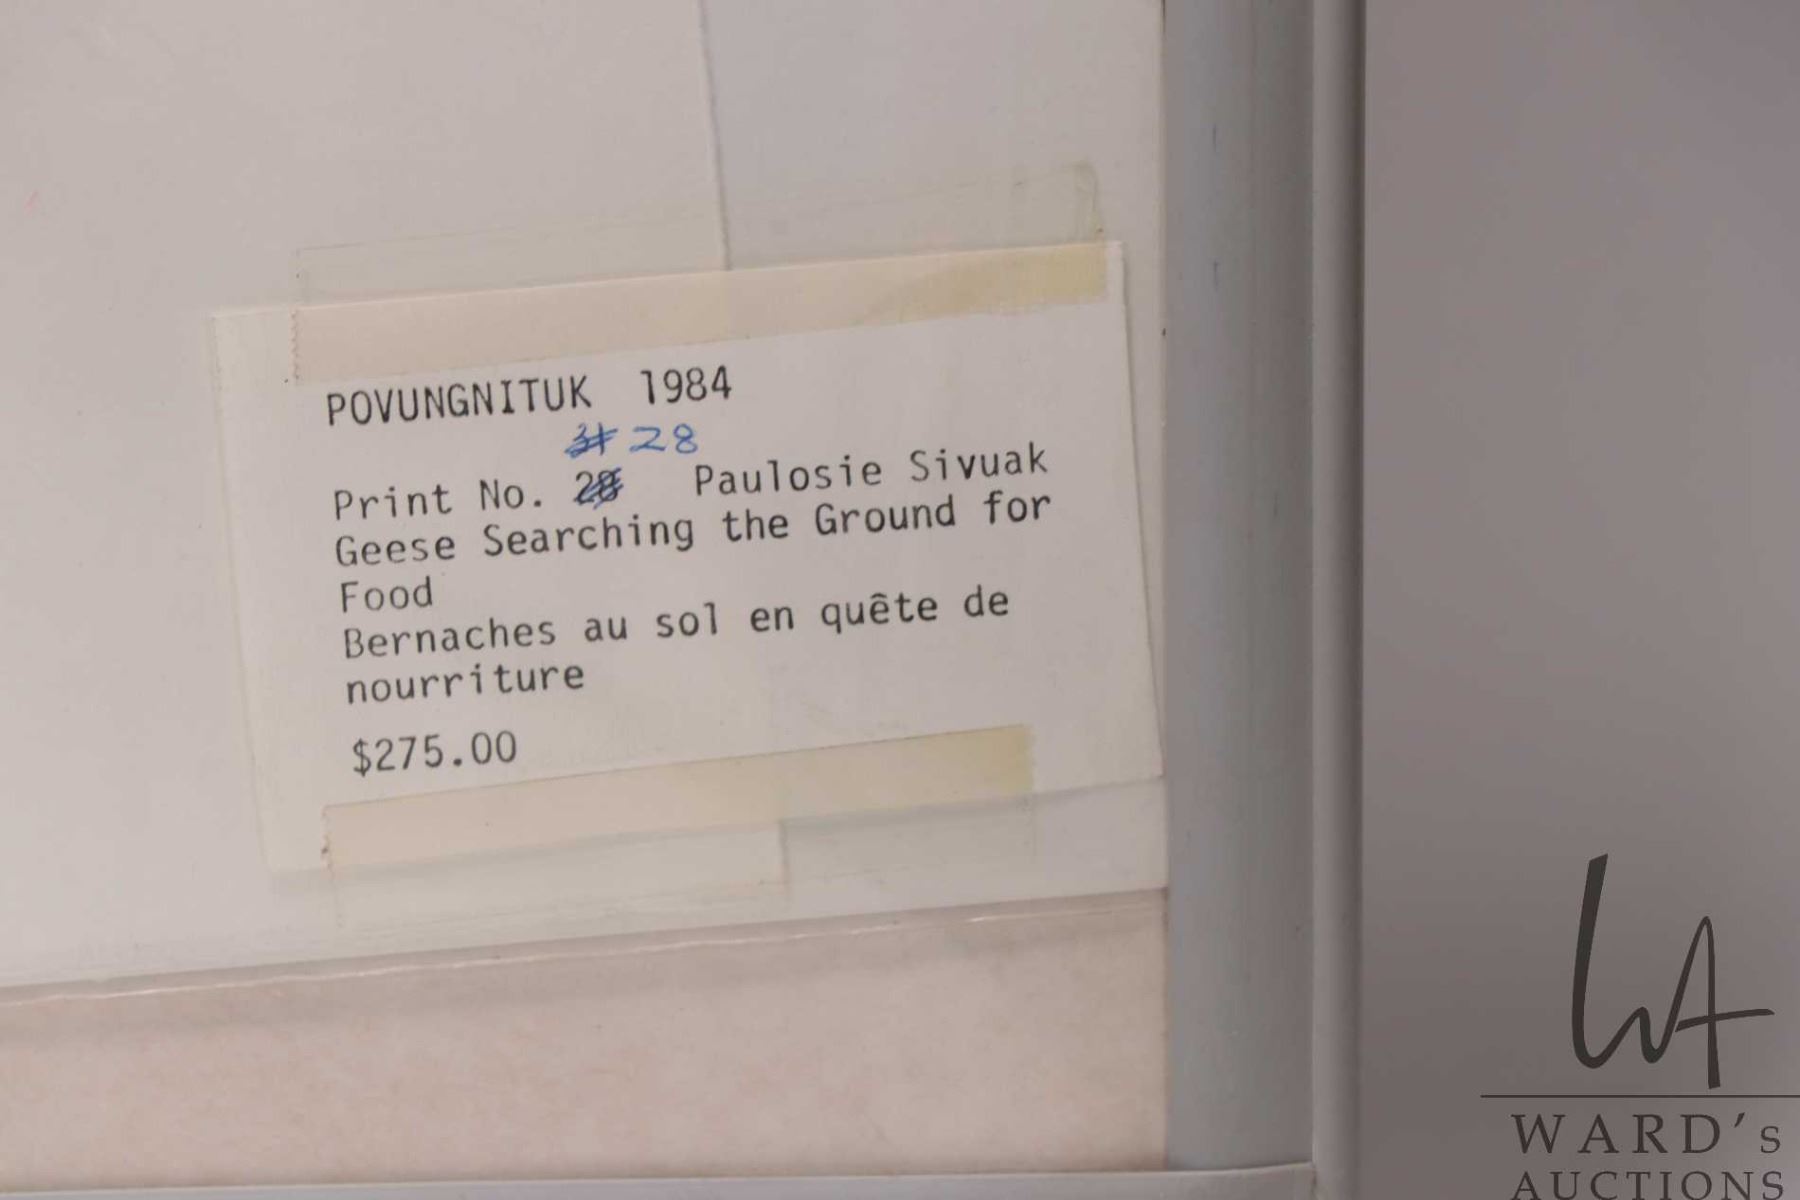 POVUNGNITUK 1984
# 28
Print No. 28 Paulosie Sivuak
Geese Searching the Ground for
Food
Bernaches au sol en quête de
nourriture
$275.00
WA
WARD's
AUCTIONS